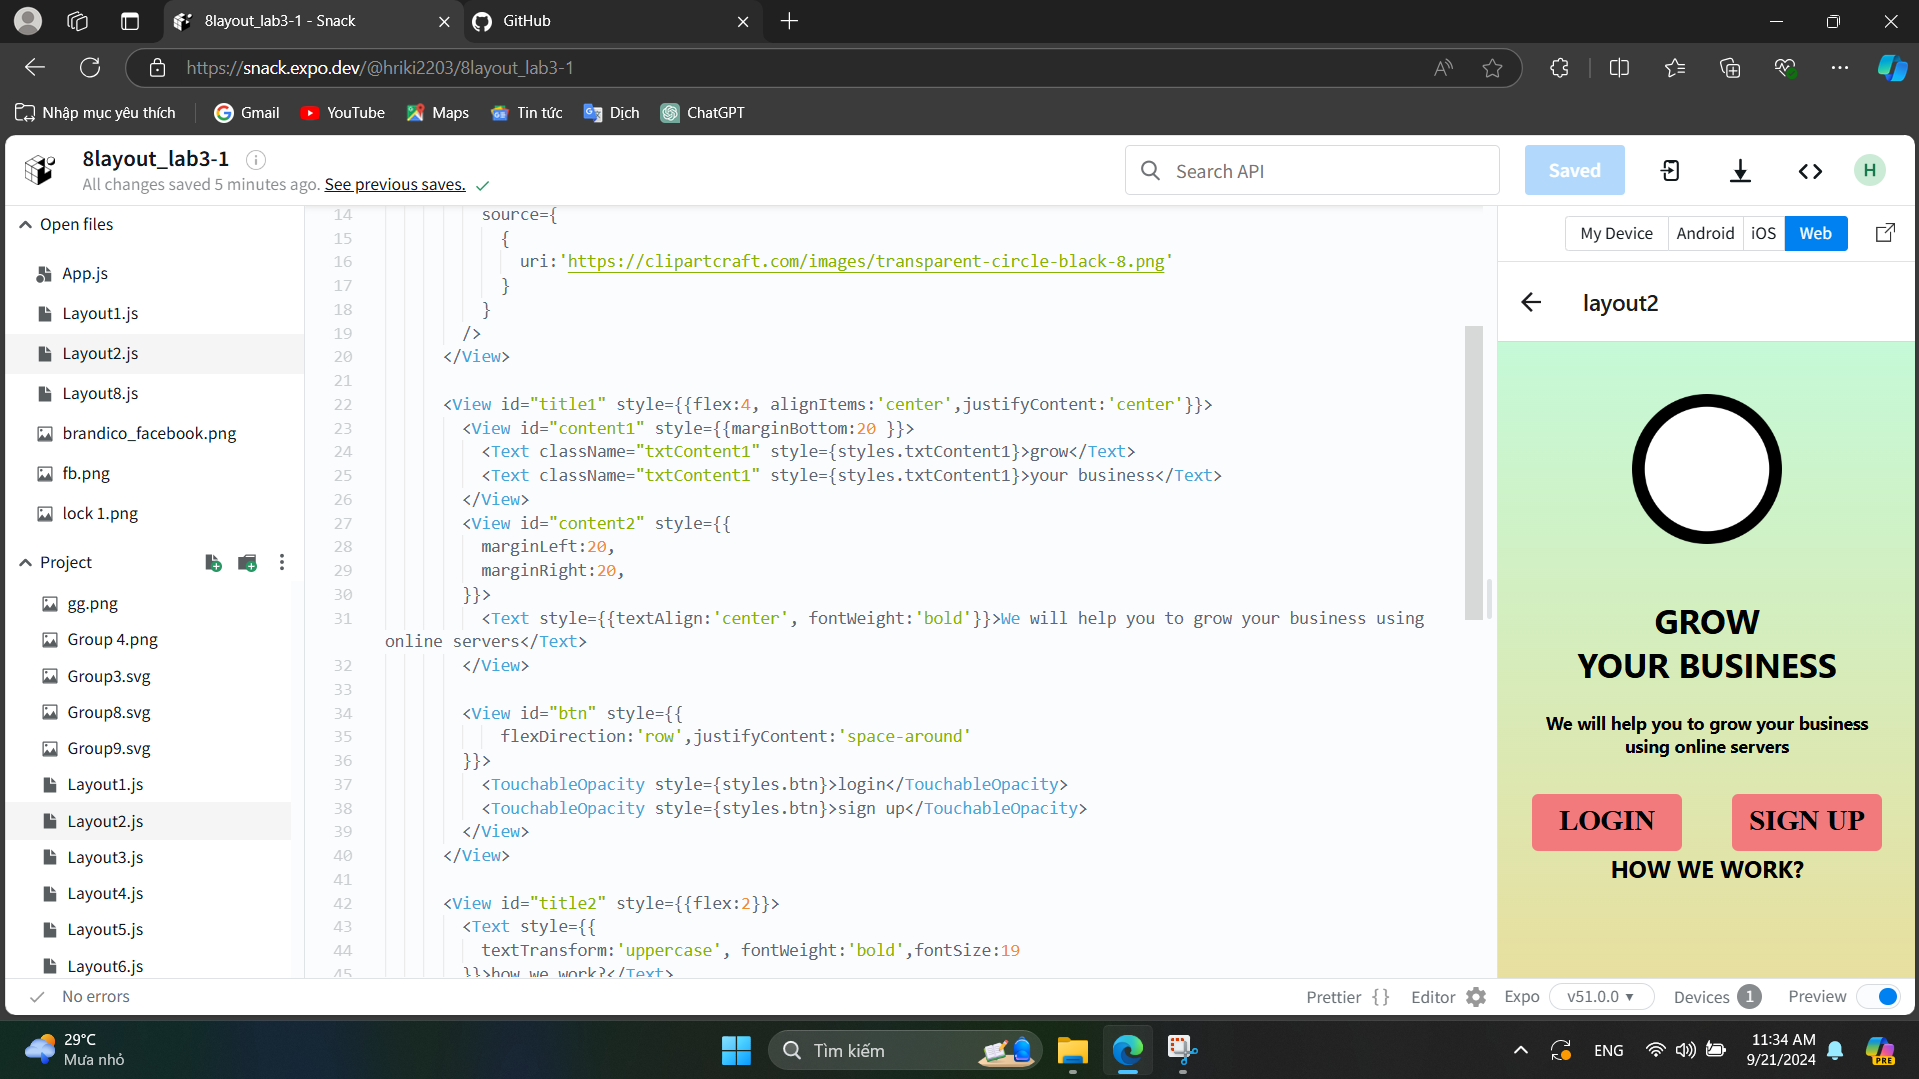 8layout_lab3-1 - Snack
GitHub
https://snack.expo.dev/@hriki2203/8layout_lab3-1
Nhập mục yêu thích
Gmail
YouTube
Maps
Tin tức
Dịch
ChatGPT
8layout_lab3-1
All changes saved 5 minutes ago. See previous saves.
Search API
Saved
H
Open files
App.js
Layout1.js
Layout2.js
Layout8.js
brandico_facebook.png
fb.png
lock 1.png
Project
gg.png
Group 4.png
Group3.svg
Group8.svg
Group9.svg
Layout1.js
Layout2.js
Layout3.js
Layout4.js
Layout5.js
Layout6.js
14 source={
15 {
16 uri:'https://clipartcraft.com/images/transparent-circle-black-8.png'
17 }
18 }
19 />
20 </View>
21
22 <View id="title1" style={{flex:4, alignItems:'center',justifyContent:'center'}}>
23 <View id="content1" style={{marginBottom:20 }}>
24 <Text className="txtContent1" style={styles.txtContent1}>grow</Text>
25 <Text className="txtContent1" style={styles.txtContent1}>your business</Text>
26 </View>
27 <View id="content2" style={{
28 marginLeft:20,
29 marginRight:20,
30 }}>
31 <Text style={{textAlign:'center', fontWeight:'bold'}}>We will help you to grow your business using
online servers</Text>
32 </View>
33
34 <View id="btn" style={{
35 flexDirection:'row',justifyContent:'space-around'
36 }}>
37 <TouchableOpacity style={styles.btn}>login</TouchableOpacity>
38 <TouchableOpacity style={styles.btn}>sign up</TouchableOpacity>
39 </View>
40 </View>
41
42 <View id="title2" style={{flex:2}}>
43 <Text style={{
44 textTransform:'uppercase', fontWeight:'bold',fontSize:19
45 }}>how we work?</Text>
My Device
Android
iOS
Web
layout2
GROW
YOUR BUSINESS
We will help you to grow your business
using online servers
LOGIN
SIGN UP
HOW WE WORK?
No errors
Prettier { }
Editor
Expo
v51.0.0
Devices 1
Preview
29°C
Mưa nhỏ
Tìm kiếm
ENG
11:34 AM
9/21/2024
PRE